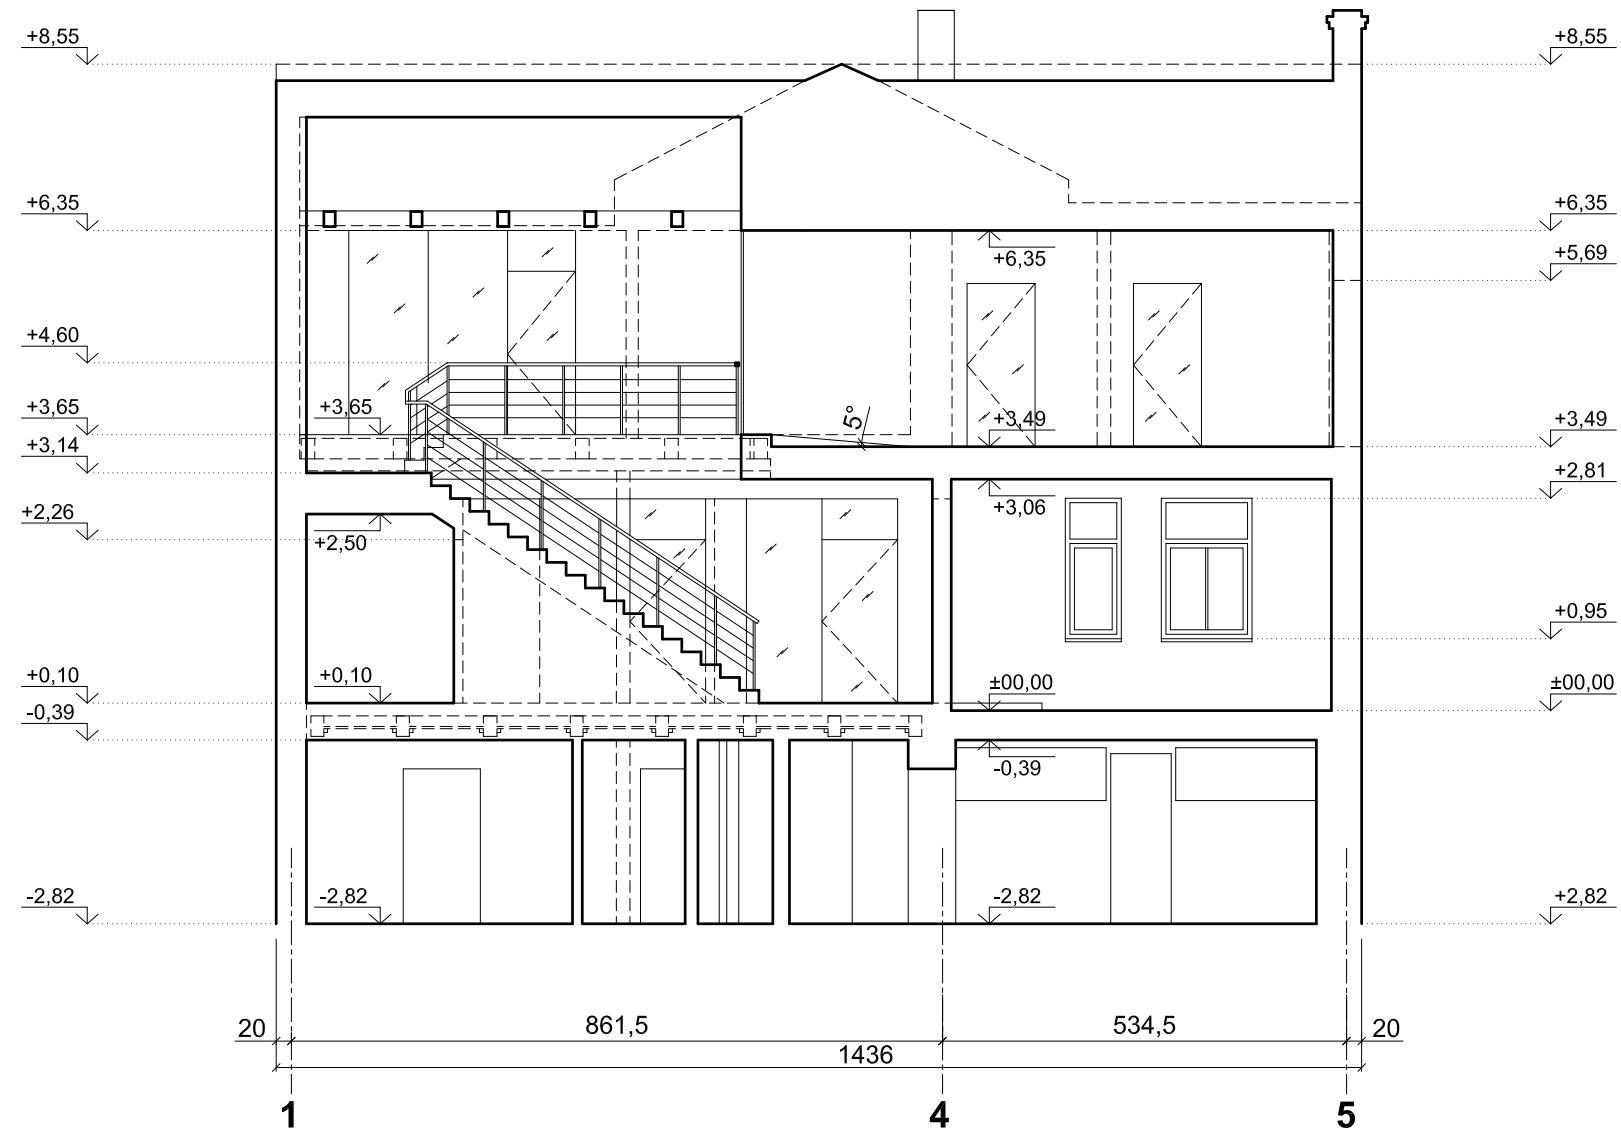 +8,55 +8,55
+6,35 +6,35
+6,35
+5,69
+4,60
+3,65 +3,65 5° +3,49 +3,49
+3,14
+2,81
+3,06
+2,26
+2,50
+0,95
+0,10 +0,10 ±00,00 ±00,00
-0,39
-0,39
-2,82 -2,82 -2,82 +2,82
20 861,5 534,5 20
1436
1 4 5